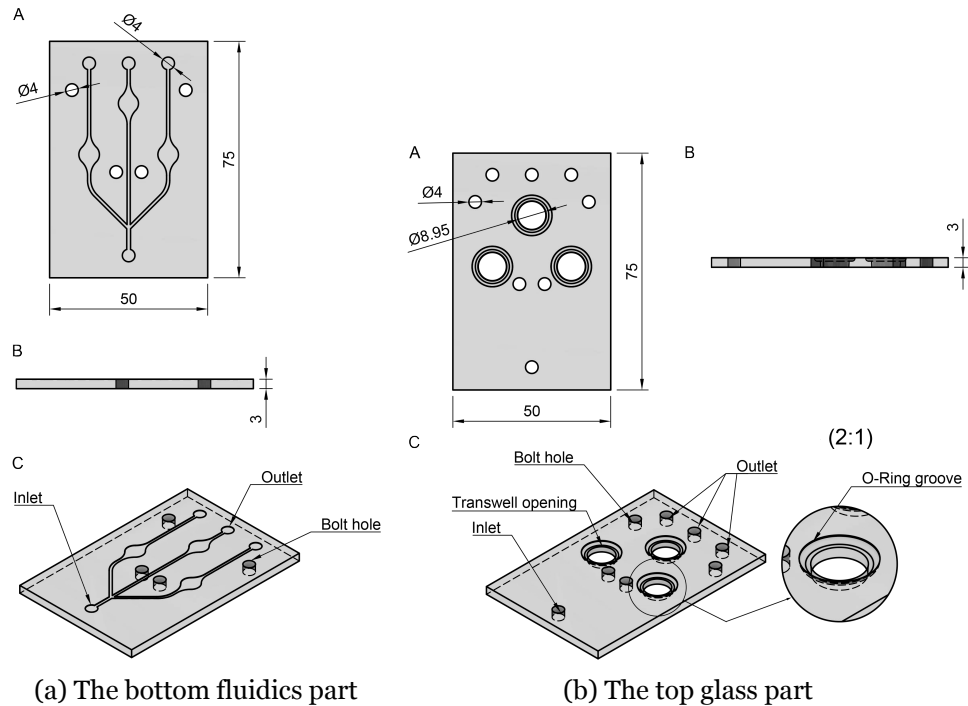 A
Ø4
Ø4
75
50
B
3
C
Inlet
Outlet
Bolt hole
(a) The bottom fluidics part
A
Ø4
Ø8.95
75
50
B
3
C
(2:1)
Bolt hole
Outlet
O-Ring groove
Transwell opening
Inlet
(b) The top glass part